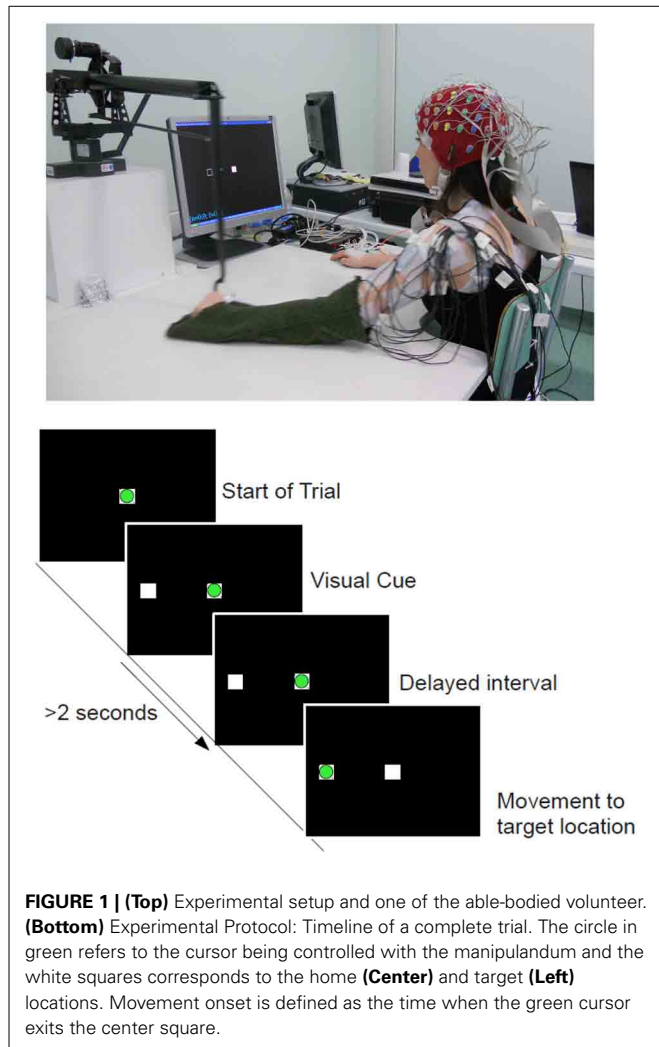 Start of Trial
Visual Cue
Delayed interval
>2 seconds
Movement to
target location
FIGURE 1 | (Top) Experimental setup and one of the able-bodied volunteer.
(Bottom) Experimental Protocol: Timeline of a complete trial. The circle in
green refers to the cursor being controlled with the manipulandum and the
white squares corresponds to the home (Center) and target (Left)
locations. Movement onset is defined as the time when the green cursor
exits the center square.